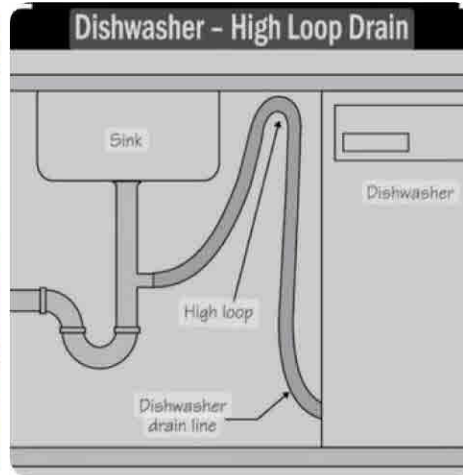 Dishwasher – High Loop Drain
Sink
Dishwasher
High loop
Dishwasher
drain line